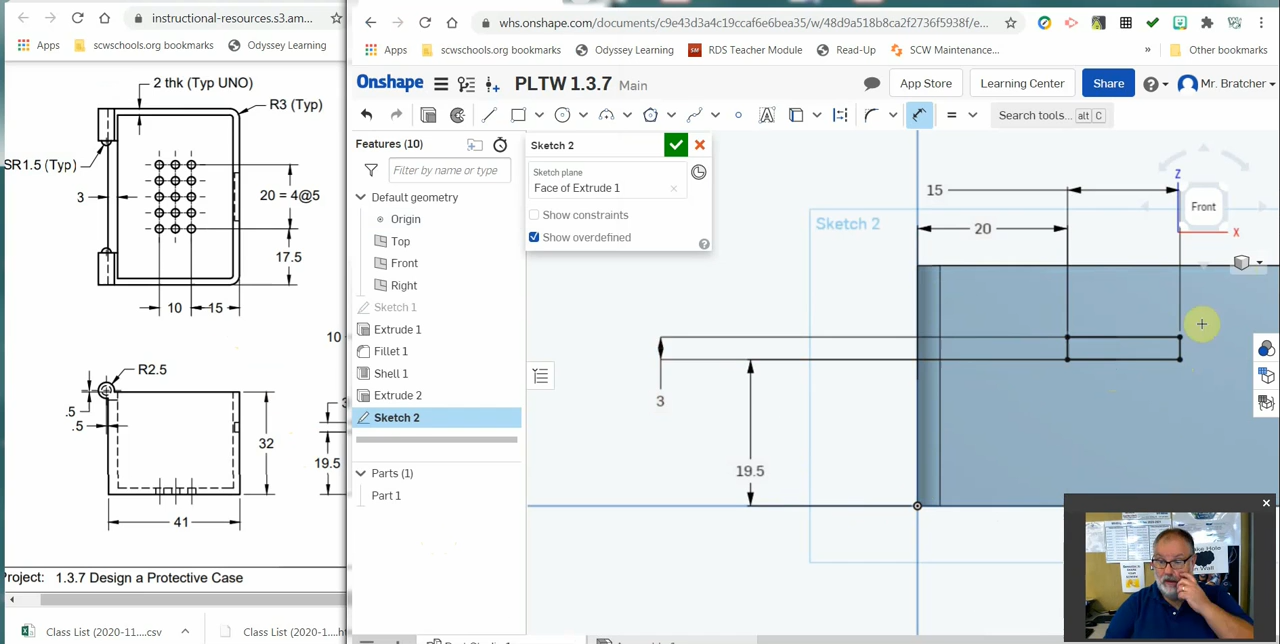 instructional-resources.s3.am...
Apps
scwschools.org bookmarks
Odyssey Learning
2 thk (Typ UNO)
R3 (Typ)
SR1.5 (Typ)
3
20 = 4@5
17.5
10
15
10
R2.5
.5
.5
32
19.5
41
Project: 1.3.7 Design a Protective Case
Class List (2020-11....csv
Class List (2020-1....ht
whs.onshape.com/documents/c9e43d3a4c19ccaf6e6bea35/w/48d9a518b8ca2f2736f5938f/e...
Apps
scwschools.org bookmarks
Odyssey Learning
RDS Teacher Module
Read-Up
SCW Maintenance...
»
Other bookmarks
Onshape
PLTW 1.3.7
Main
App Store
Learning Center
Share
Mr. Bratcher
Search tools...
alt C
Features (10)
Filter by name or type
Default geometry
Origin
Top
Front
Right
Sketch 1
Extrude 1
Fillet 1
Shell 1
Extrude 2
Sketch 2
Parts (1)
Part 1
Sketch 2
Sketch plane
Face of Extrude 1
Show constraints
Show overdefined
Sketch 2
15
20
3
19.5
Z
Front
X